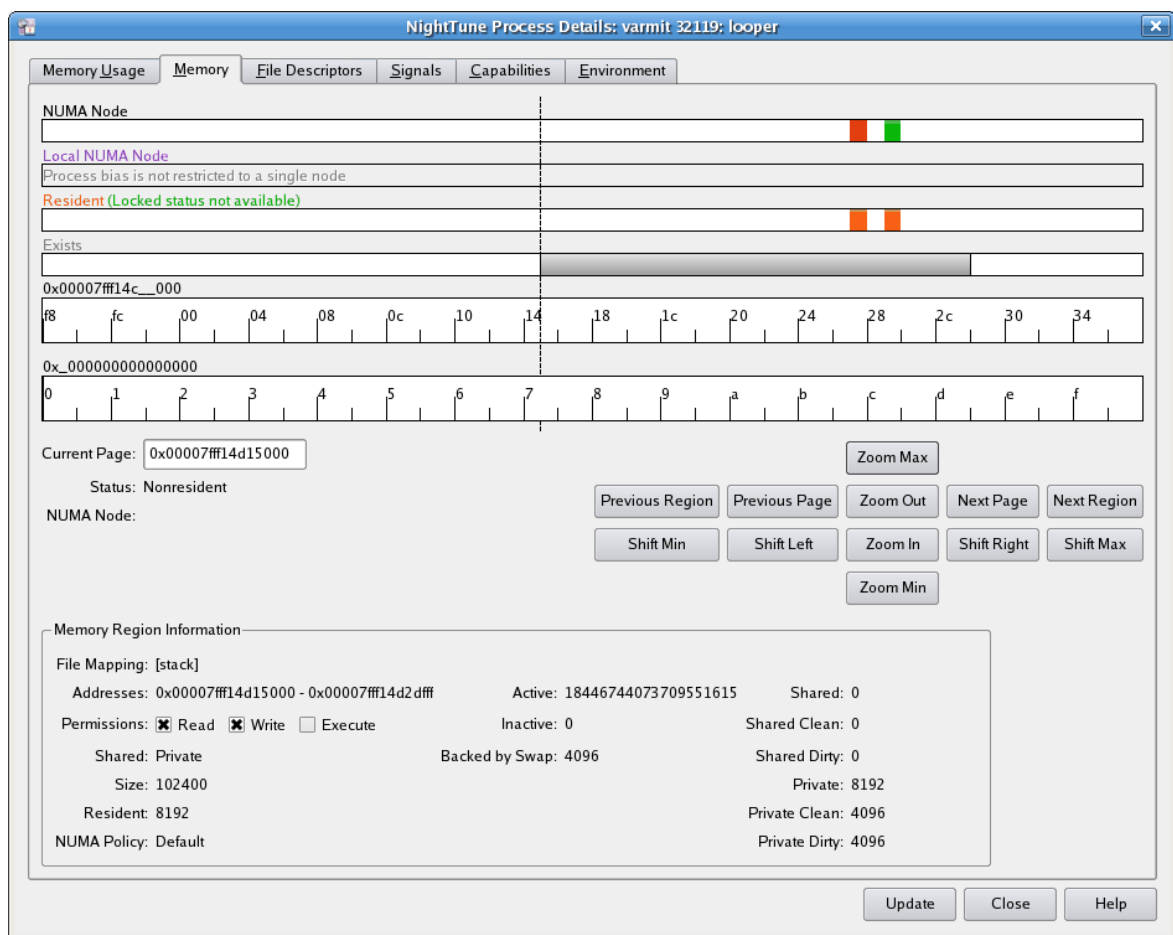 NightTune Process Details: varmit 32119: looper
Memory Usage Memory File Descriptors Signals Capabilities Environment
NUMA Node
Local NUMA Node
Process bias is not restricted to a single node
Resident (Locked status not available)
Exists
0x00007fff14c__000
f8 fc 00 04 08 0c 10 14 18 1c 20 24 28 2c 30 34
0x_000000000000000
0 1 2 3 4 5 6 7 8 9 a b c d e f
Current Page: 0x00007fff14d15000
Zoom Max
Status: Nonresident
Previous Region Previous Page Zoom Out Next Page Next Region
NUMA Node:
Shift Min Shift Left Zoom In Shift Right Shift Max
Zoom Min
Memory Region Information
File Mapping: [stack]
Addresses: 0x00007fff14d15000 - 0x00007fff14d2dfff Active: 18446744073709551615 Shared: 0
Permissions: Read Write Execute Inactive: 0 Shared Clean: 0
Shared: Private Backed by Swap: 4096 Shared Dirty: 0
Size: 102400 Private: 8192
Resident: 8192 Private Clean: 4096
NUMA Policy: Default Private Dirty: 4096
Update Close Help